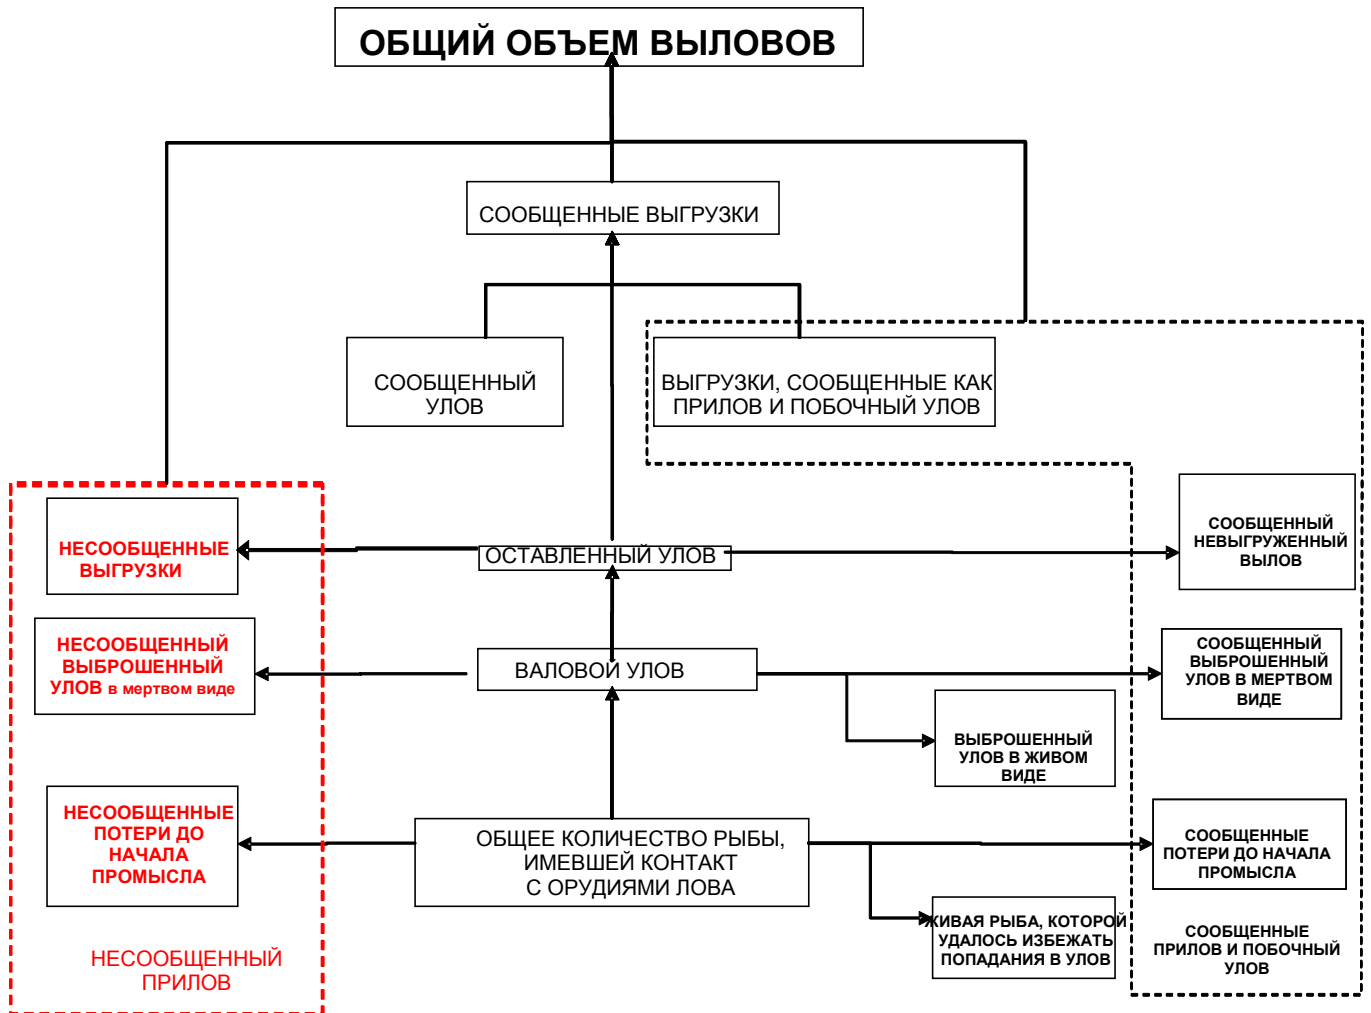 ОБЩИЙ ОБЪЕМ ВЫЛОВОВ
СООБЩЕННЫЕ ВЫГРУЗКИ
СООБЩЕННЫЙ
УЛОВ
ВЫГРУЗКИ, СООБЩЕННЫЕ КАК
ПРИЛОВ И ПОБОЧНЫЙ УЛОВ
НЕСООБЩЕННЫЕ
ВЫГРУЗКИ
ОСТАВЛЕННЫЙ УЛОВ
СООБЩЕННЫЙ
НЕВЫГРУЖЕННЫЙ
ВЫЛОВ
НЕСООБЩЕННЫЙ
ВЫБРОШЕННЫЙ
УЛОВ в мертвом виде
ВАЛОВОЙ УЛОВ
СООБЩЕННЫЙ
ВЫБРОШЕННЫЙ
УЛОВ В МЕРТВОМ
ВИДЕ
ВЫБРОШЕННЫЙ
УЛОВ В ЖИВОМ
ВИДЕ
НЕСООБЩЕННЫЕ
ПОТЕРИ ДО
НАЧАЛА
ПРОМЫСЛА
ОБЩЕЕ КОЛИЧЕСТВО РЫБЫ,
ИМЕВШЕЙ КОНТАКТ
С ОРУДИЯМИ ЛОВА
СООБЩЕННЫЕ
ПОТЕРИ ДО НАЧАЛА
ПРОМЫСЛА
ЖИВАЯ РЫБА, КОТОРОЙ
УДАЛОСЬ ИЗБЕЖАТЬ
ПОПАДАНИЯ В УЛОВ
НЕСООБЩЕННЫЙ
ПРИЛОВ
СООБЩЕННЫЕ
ПРИЛОВ И ПОБОЧНЫЙ
УЛОВ